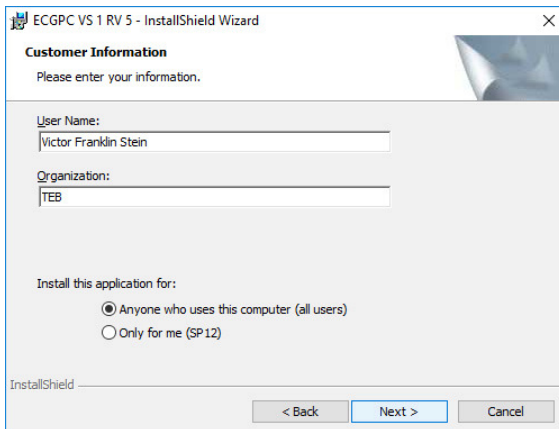 ECGPC VS 1 RV 5 - InstallShield Wizard
Customer Information
Please enter your information.
User Name:
Victor Franklin Stein
Organization:
TEB
Install this application for:
Anyone who uses this computer (all users)
Only for me (SP12)
InstallShield
< Back Next > Cancel